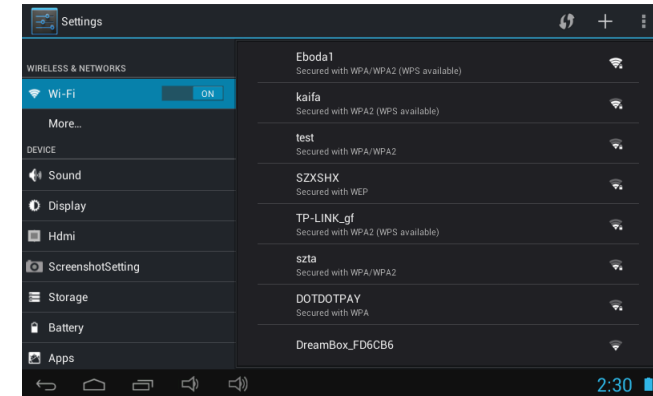 Settings
WIRELESS & NETWORKS
Wi-Fi
ON
More...
DEVICE
Sound
Display
Hdmi
ScreenshotSetting
Storage
Battery
Apps
Eboda1
Secured with WPA/WPA2 (WPS available)
kaifa
Secured with WPA2 (WPS available)
test
Secured with WPA/WPA2
SZXSHX
Secured with WEP
TP-LINK_gf
Secured with WPA2 (WPS available)
szta
Secured with WPA/WPA2
DOTDOTPAY
Secured with WPA
DreamBox_FD6CB6
2:30